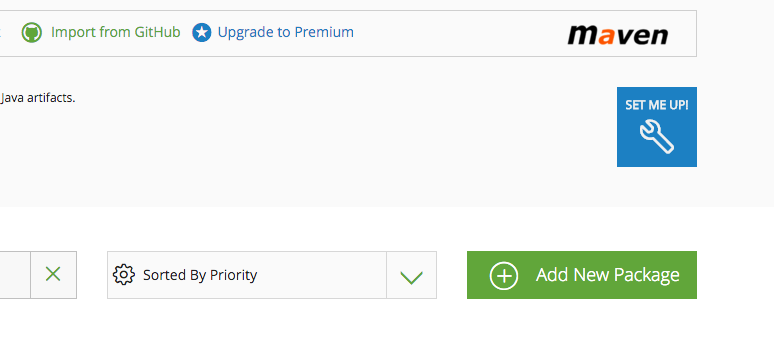 Import from GitHub Upgrade to Premium maven
Java artifacts.
SET ME UP!
Sorted By Priority Add New Package